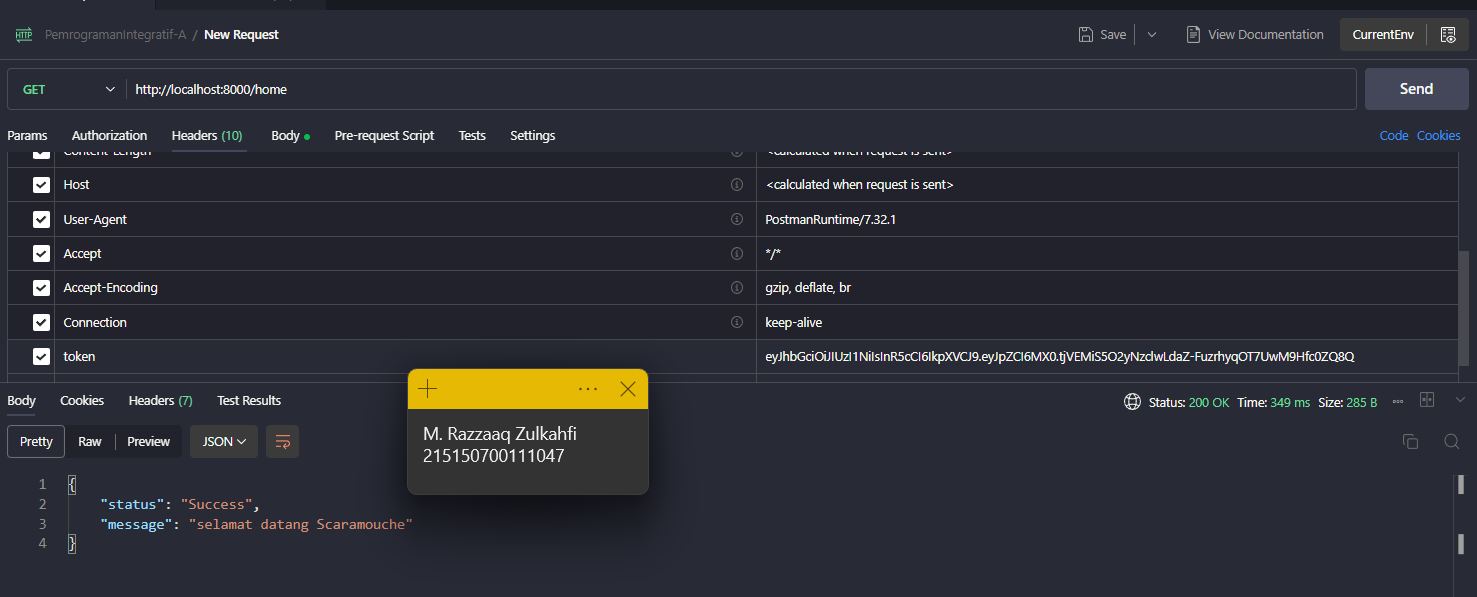 PemrogramanIntegratif-A / New Request
Save
View Documentation
CurrentEnv
GET
http://localhost:8000/home
Send
Params Authorization Headers (10) Body Pre-request Script Tests Settings
Code Cookies
Content-Length <calculated when request is sent>
Host <calculated when request is sent>
User-Agent PostmanRuntime/7.32.1
Accept */*
Accept-Encoding gzip, deflate, br
Connection keep-alive
token eyJhbGciOiJIUzI1NiIsInR5cCI6IkpXVCJ9.eyJpZCI6MX0.tjVEMiS5O2yNzclwLdaZ-FuzrhyqOT7UwM9Hfc0ZQ8Q
Body Cookies Headers (7) Test Results
Status: 200 OK Time: 349 ms Size: 285 B
Pretty Raw Preview JSON
M. Razzaaq Zulkahfi
215150700111047
1 {
2 "status": "Success",
3 "message": "selamat datang Scaramouche"
4 }